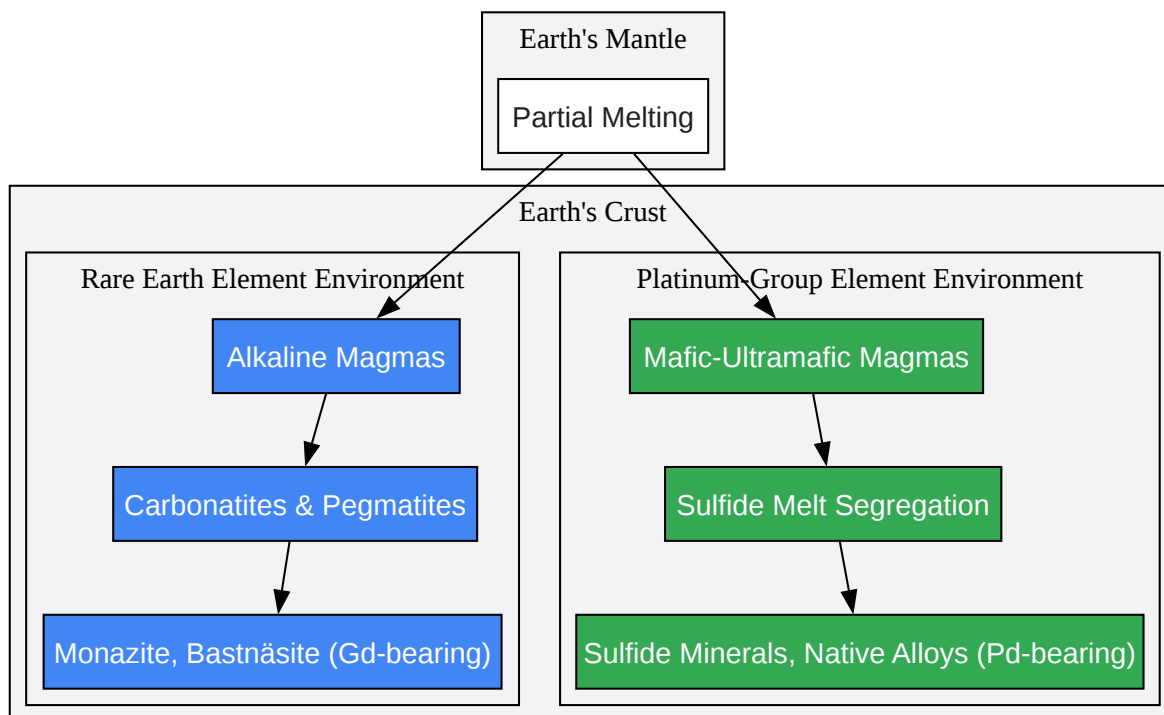 Earth's Mantle
Partial Melting
Earth's Crust
Rare Earth Element Environment
Platinum-Group Element Environment
Alkaline Magmas
Mafic-Ultramafic Magmas
Carbonatites & Pegmatites
Sulfide Melt Segregation
Monazite, Bastnäsite (Gd-bearing)
Sulfide Minerals, Native Alloys (Pd-bearing)